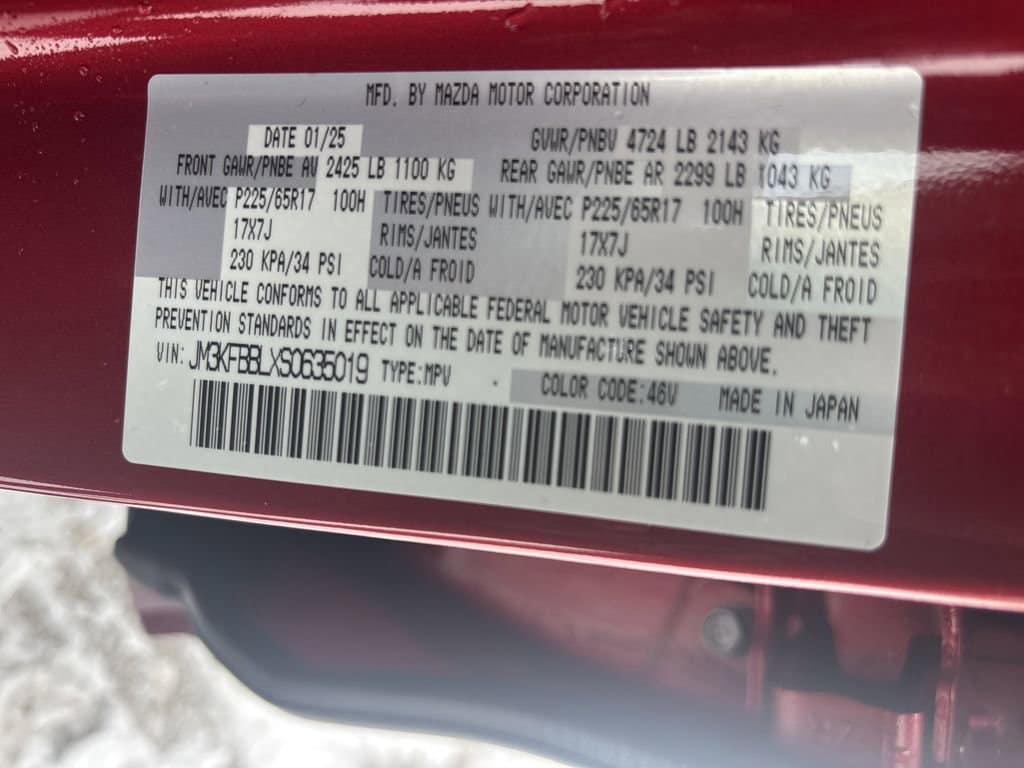 MFD. BY MAZDA MOTOR CORPORATION
DATE 01/25 GVWR/PNBV 4724 LB 2143 KG
FRONT GAWR/PNBE AV 2425 LB 1100 KG REAR GAWR/PNBE AR 2299 LB 1043 KG
WITH/AVEC P225/65R17 100H TIRES/PNEUS WITH/AVEC P225/65R17 100H TIRES/PNEUS
17X7J RIMS/JANTES 17X7J RIMS/JANTES
230 KPA/34 PSI COLD/A FROID 230 KPA/34 PSI COLD/A FROID
THIS VEHICLE CONFORMS TO ALL APPLICABLE FEDERAL MOTOR VEHICLE SAFETY AND THEFT
PREVENTION STANDARDS IN EFFECT ON THE DATE OF MANUFACTURE SHOWN ABOVE.
VIN: JM3KFBBLXS0635019 TYPE:MPV . COLOR CODE:46V MADE IN JAPAN